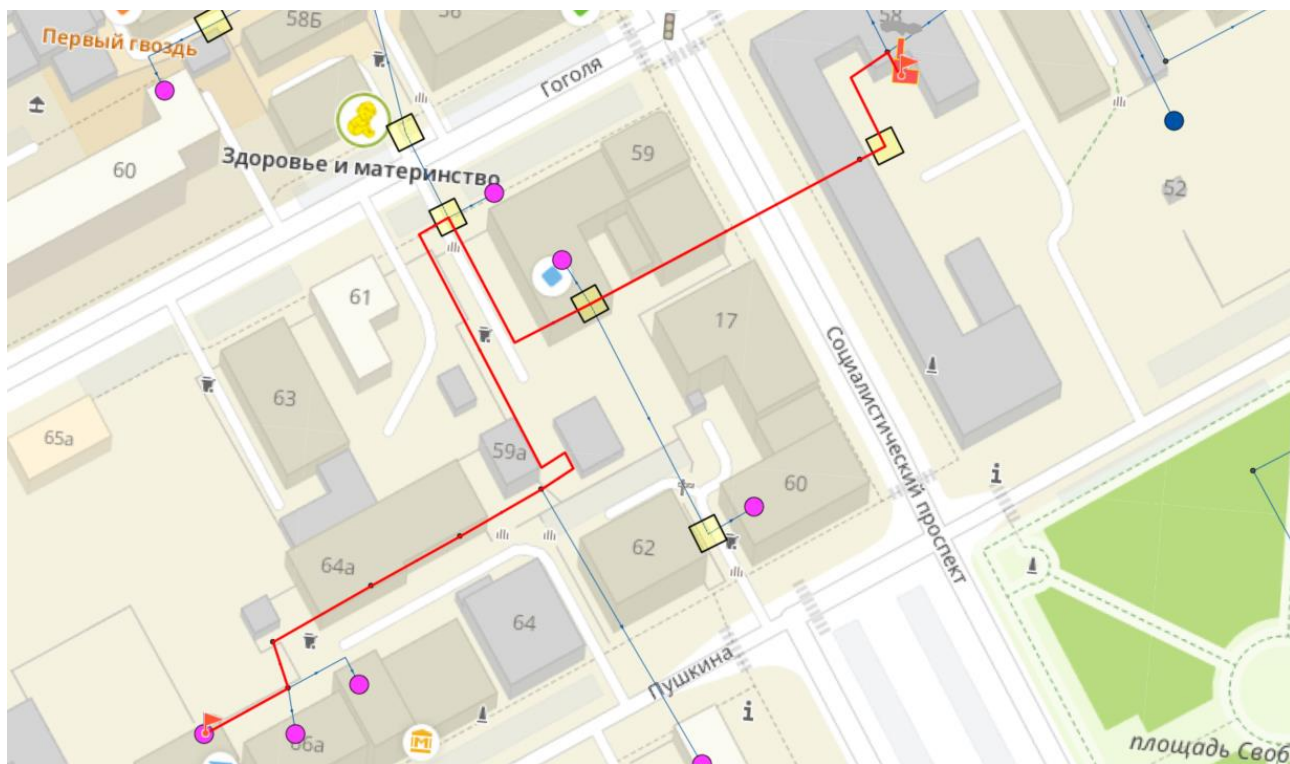 58Б
56
58
Первый гвоздь
Гоголя
60
Здоровье и материнство
59
52
61
17
63
65а
59а
Социалистический проспект
60
62
64а
64
Пушкина
66а
площадь Своб